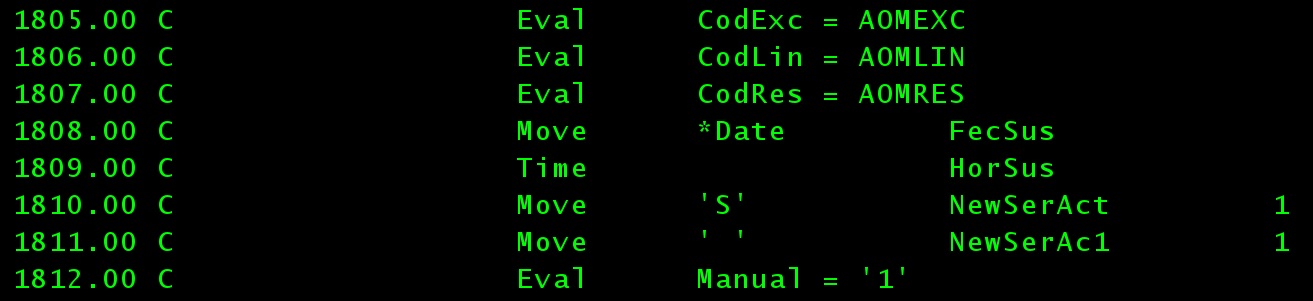 1805.00 C                   Eval      CodExc = AOMEXC
1806.00 C                   Eval      CodLin = AOMLIN
1807.00 C                   Eval      CodRes = AOMRES
1808.00 C                   Move      *Date         FecSus
1809.00 C                   Time                    HorSus
1810.00 C                   Move      'S'           NewSerAct         1
1811.00 C                   Move      ' '           NewSerAc1         1
1812.00 C                   Eval      Manual = '1'